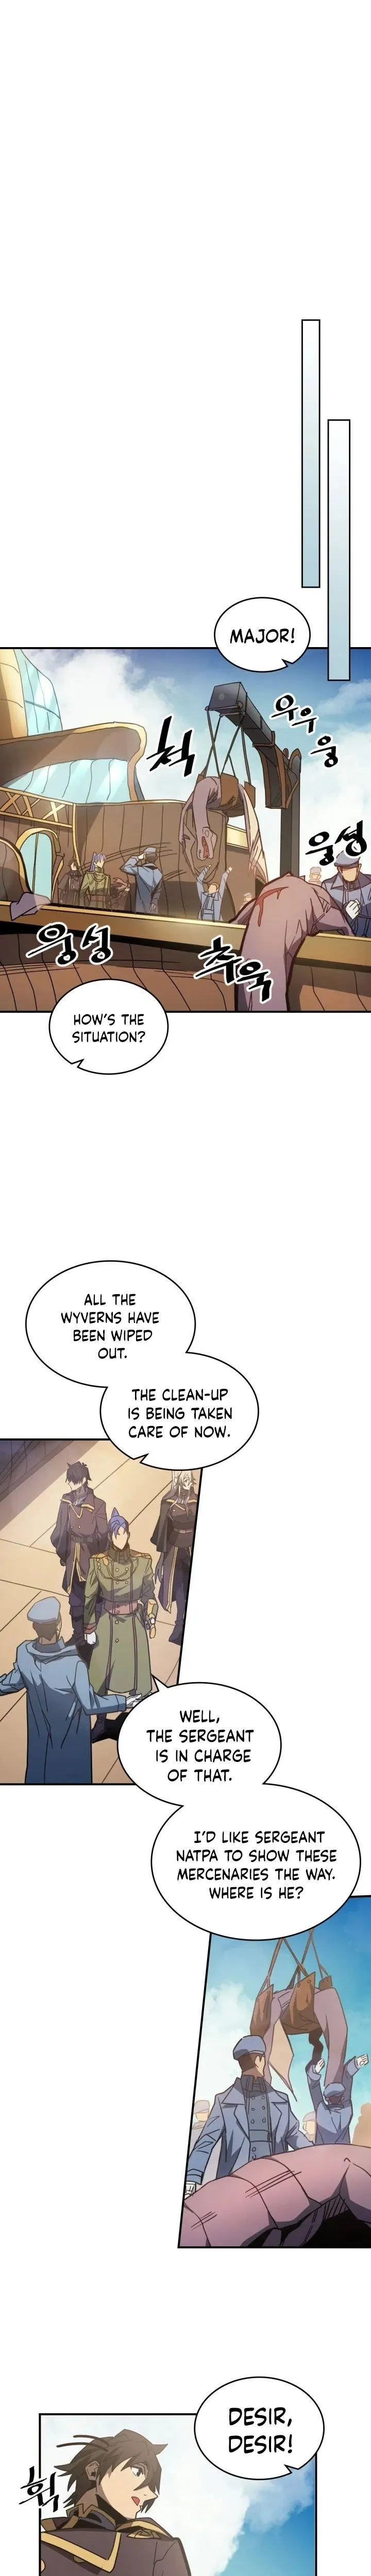 MAJOR!
척
우우웅
웅성
웅성
추욱
HOW'S THE
SITUATION?
ALL THE
WYVERNS HAVE
BEEN WIPED
OUT.
THE CLEAN-UP
IS BEING TAKEN
CARE OF NOW.
WELL,
THE SERGEANT
IS IN CHARGE
OF THAT.
I'D LIKE SERGEANT
NATPA TO SHOW THESE
MERCENARIES THE WAY.
WHERE IS HE?
DESIR,
DESIR!
휙